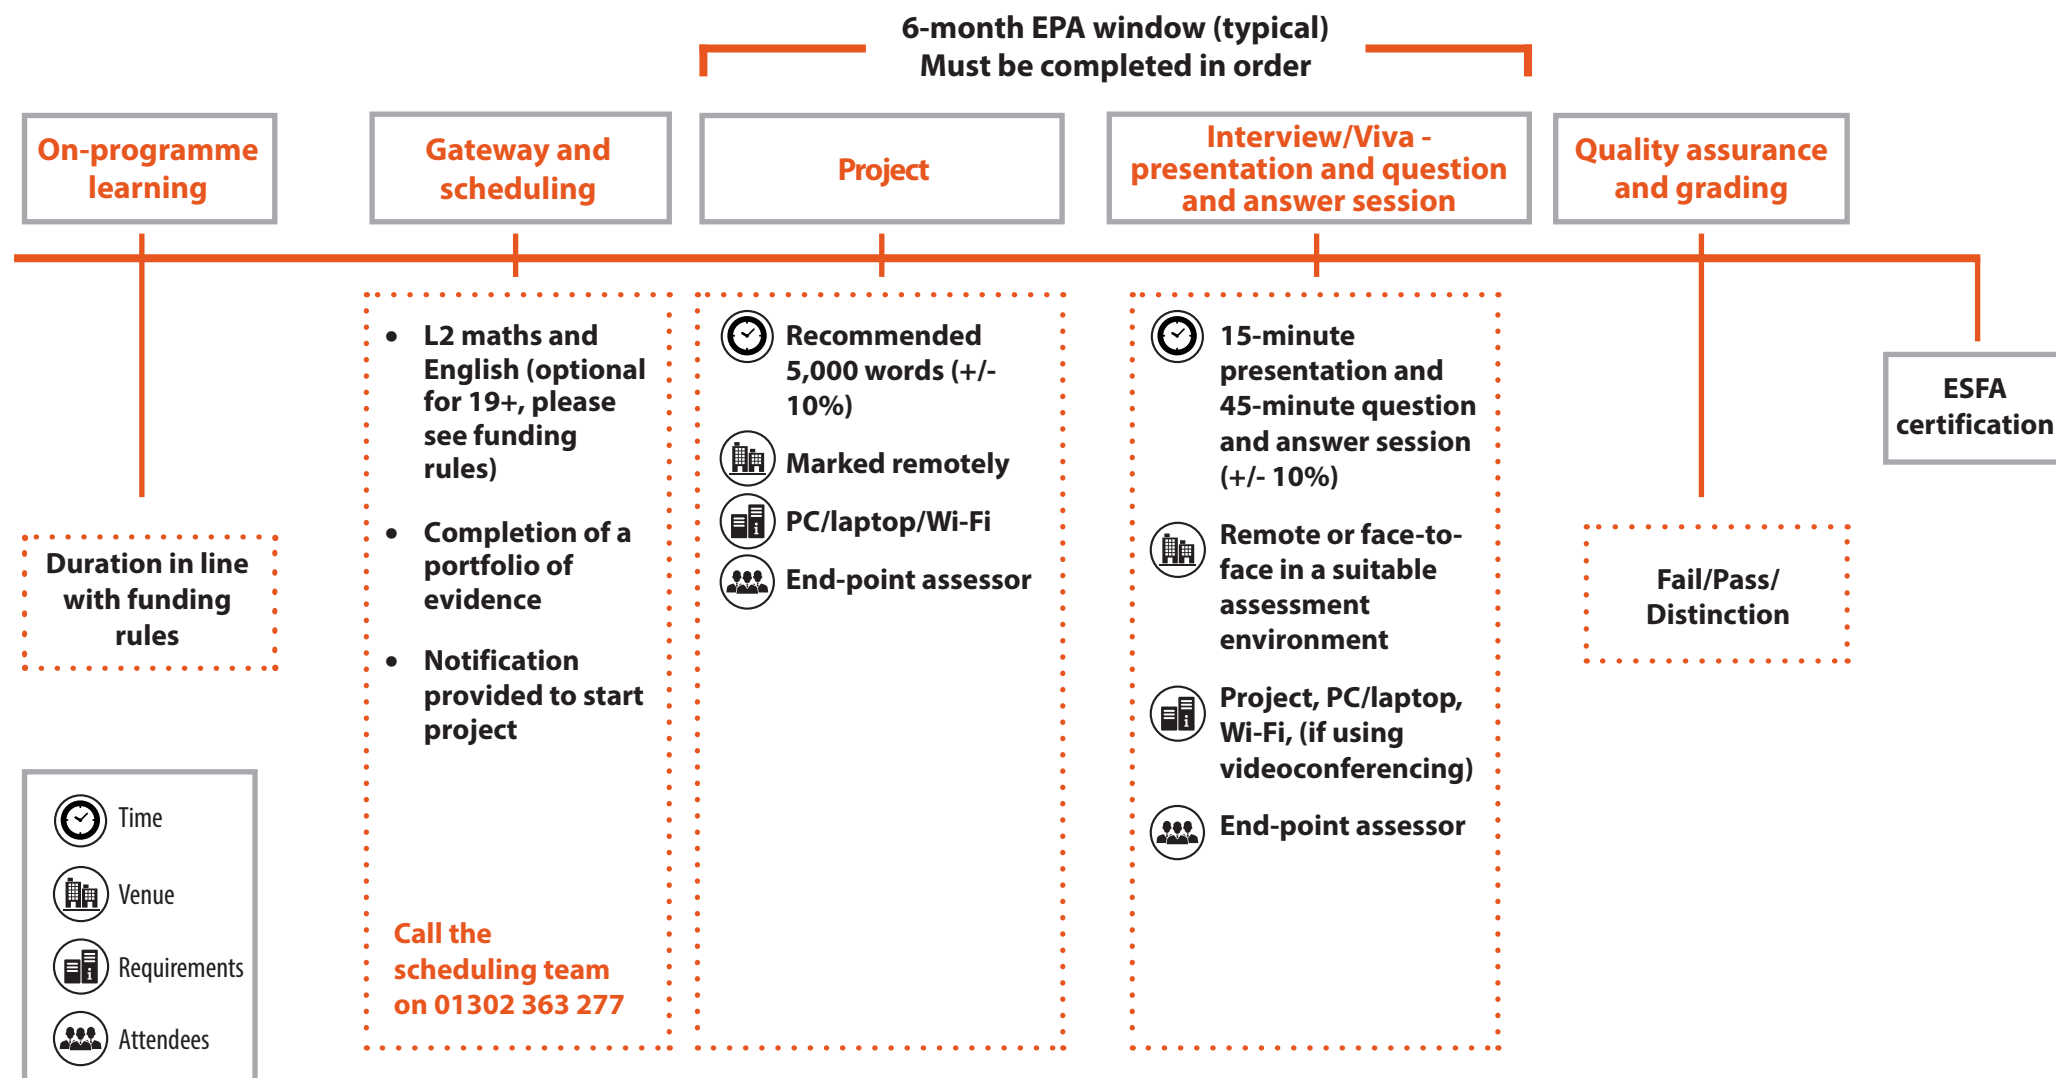 6-month EPA window (typical)
Must be completed in order
On-programme
learning
Gateway and
scheduling
Project
Interview/Viva -
presentation and question
and answer session
Quality assurance
and grading
Duration in line
with funding
rules
• L2 maths and
English (optional
for 19+, please
see funding
rules)
• Completion of a
portfolio of
evidence
• Notification
provided to start
project
Call the
scheduling team
on 01302 363 277
Recommended
5,000 words (+/-
10%)
Marked remotely
PC/laptop/Wi-Fi
End-point assessor
15-minute
presentation and
45-minute question
and answer session
(+/- 10%)
Remote or face-to-
face in a suitable
assessment
environment
Project, PC/laptop,
Wi-Fi, (if using
videoconferencing)
End-point assessor
Fail/Pass/
Distinction
ESFA
certification
Time
Venue
Requirements
Attendees